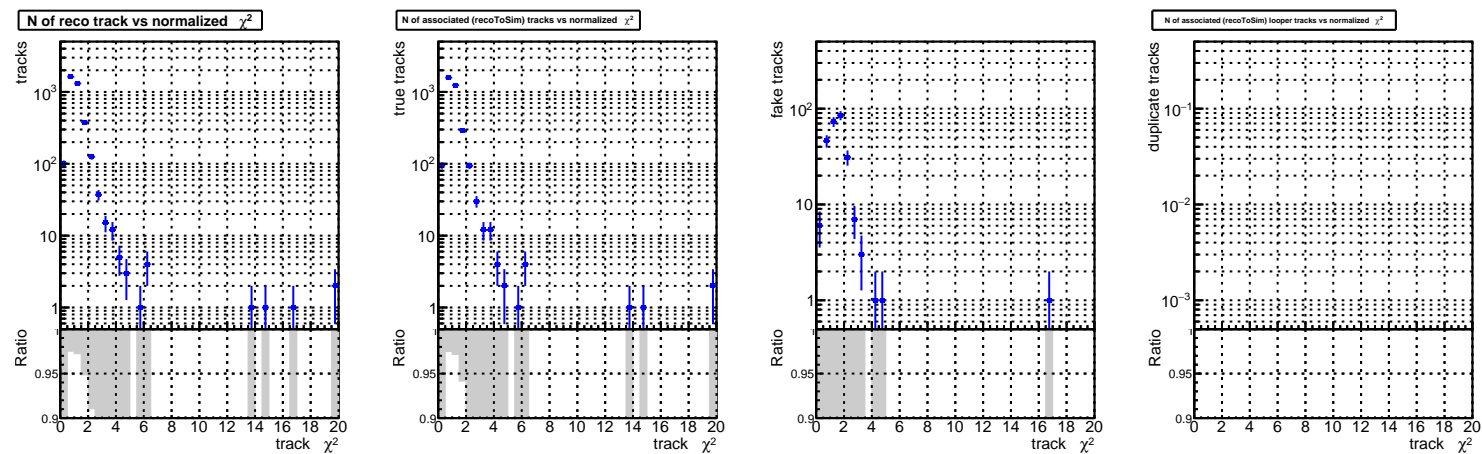 N of reco track vs normalized χ²
tracks
10³
10²
10
1
Ratio
1
0.95
0.9
0 2 4 6 8 10 12 14 16 18 20
track χ²
N of associated (recoToSim) tracks vs normalized χ²
true tracks
10³
10²
10
1
Ratio
1
0.95
0.9
0 2 4 6 8 10 12 14 16 18 20
track χ²
fake tracks
10²
10
1
Ratio
1
0.95
0.9
0 2 4 6 8 10 12 14 16 18 20
track χ²
N of associated (recoToSim) looper tracks vs normalized χ²
duplicate tracks
10⁻¹
10⁻²
10⁻³
Ratio
1
0.95
0.9
0 2 4 6 8 10 12 14 16 18 20
track χ²